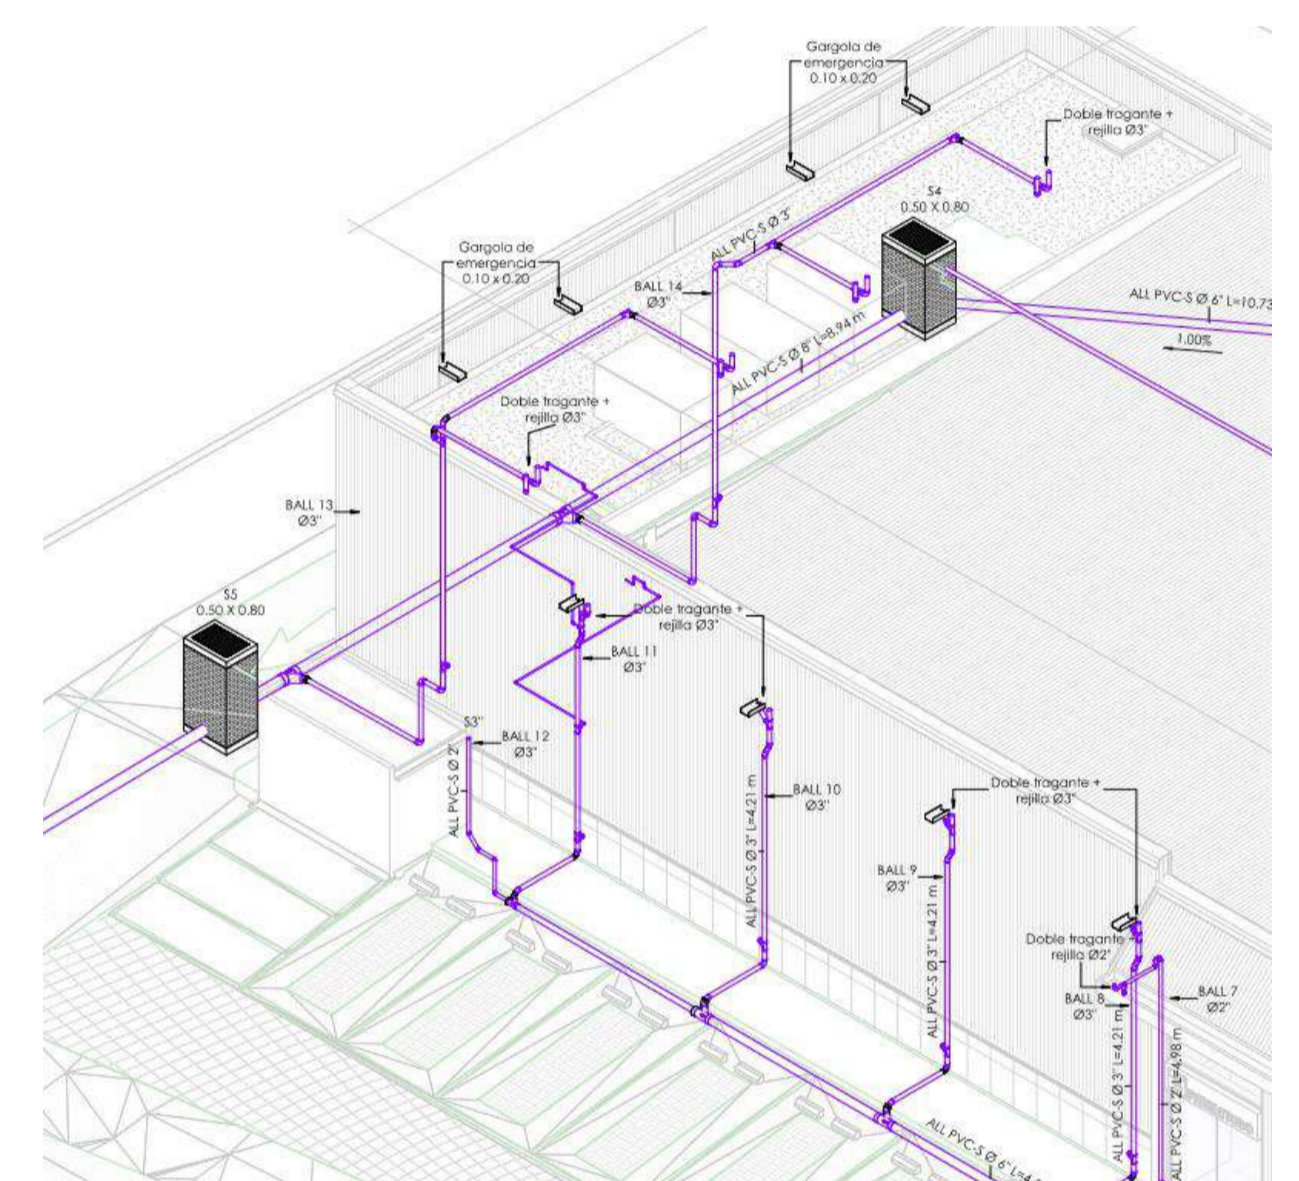 Gargola de
emergencia
0.10 x 0.20
Doble tragante +
rejilla Ø3"
S4
0.50 X 0.80
ALL PVC-S Ø 3"
Gargola de
emergencia
0.10 x 0.20
BALL 14
Ø3"
ALL PVC-S Ø 6" L=10.73
1.00%
ALL PVC-S Ø 8" L=8.94 m
Doble tragante +
rejilla Ø3"
BALL 13
Ø3"
S5
0.50 X 0.80
Doble tragante +
rejilla Ø3"
BALL 11
Ø3"
S3"
BALL 12
Ø3"
ALL PVC-S Ø 2"
BALL 10
Ø3"
ALL PVC-S Ø 3" L=4.21 m
Doble tragante +
rejilla Ø3"
BALL 9
Ø3"
ALL PVC-S Ø 3" L=4.21 m
Doble tragante +
rejilla Ø2"
BALL 8
Ø3"
BALL 7
Ø2"
ALL PVC-S Ø 3" L=4.21 m
ALL PVC-S Ø 2" L=4.98 m
ALL PVC-S Ø 6"